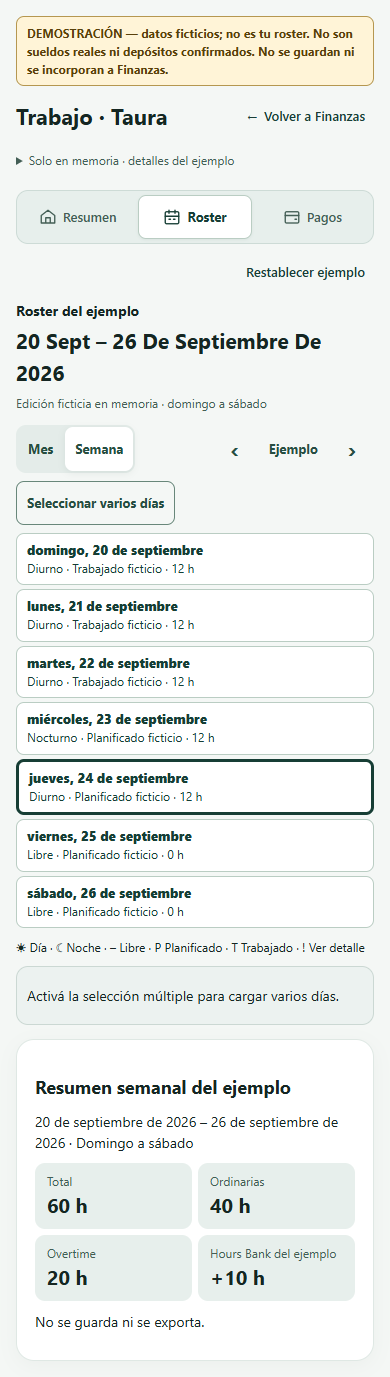 DEMOSTRACIÓN — datos ficticios; no es tu roster. No son
sueldos reales ni depósitos confirmados. No se guardan ni
se incorporan a Finanzas.
Trabajo · Taura
← Volver a Finanzas
▶ Solo en memoria · detalles del ejemplo
Resumen
Roster
Pagos
Restablecer ejemplo
Roster del ejemplo
20 Sept – 26 De Septiembre De
2026
Edición ficticia en memoria · domingo a sábado
Mes
Semana
‹
Ejemplo
›
Seleccionar varios días
domingo, 20 de septiembre
Diurno · Trabajado ficticio · 12 h
lunes, 21 de septiembre
Diurno · Trabajado ficticio · 12 h
martes, 22 de septiembre
Diurno · Trabajado ficticio · 12 h
miércoles, 23 de septiembre
Nocturno · Planificado ficticio · 12 h
jueves, 24 de septiembre
Diurno · Planificado ficticio · 12 h
viernes, 25 de septiembre
Libre · Planificado ficticio · 0 h
sábado, 26 de septiembre
Libre · Planificado ficticio · 0 h
☀ Día · ☾ Noche · – Libre · P Planificado · T Trabajado · ! Ver detalle
Activá la selección múltiple para cargar varios días.
Resumen semanal del ejemplo
20 de septiembre de 2026 – 26 de septiembre de
2026 · Domingo a sábado
Total
60 h
Ordinarias
40 h
Overtime
20 h
Hours Bank del ejemplo
+10 h
No se guarda ni se exporta.